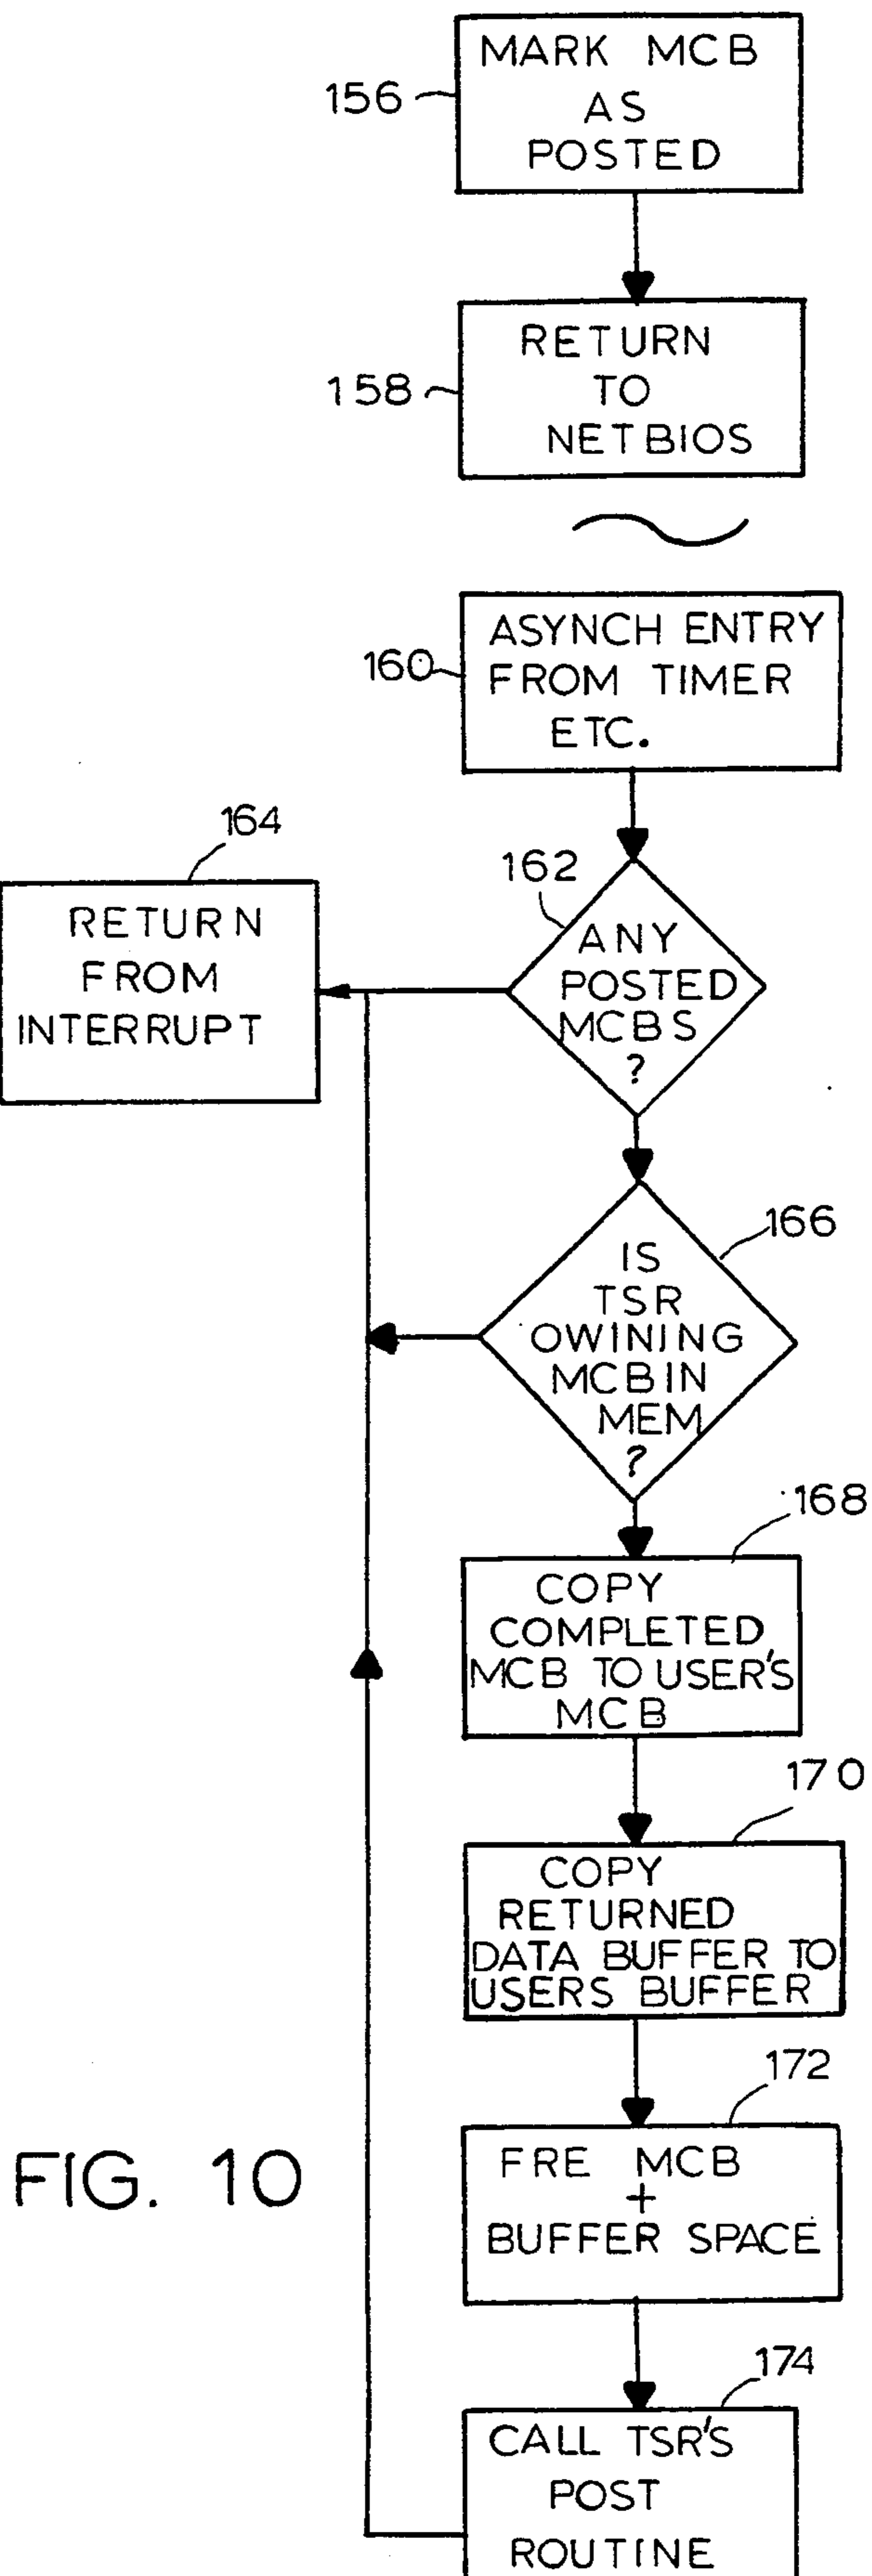 MARK MCB
AS
POSTED
156
RETURN
TO
NETBIOS
158
ASYNCH ENTRY
FROM TIMER
ETC.
160
162
ANY
POSTED
MCBS
?
164
RETURN
FROM
INTERRUPT
166
IS
TSR
OWINING
MCB IN
MEM
?
168
COPY
COMPLETED
MCB TO USER'S
MCB
170
COPY
RETURNED
DATA BUFFER TO
USERS BUFFER
172
FRE MCB
+
BUFFER SPACE
174
CALL TSR'S
POST
ROUTINE
FIG. 10